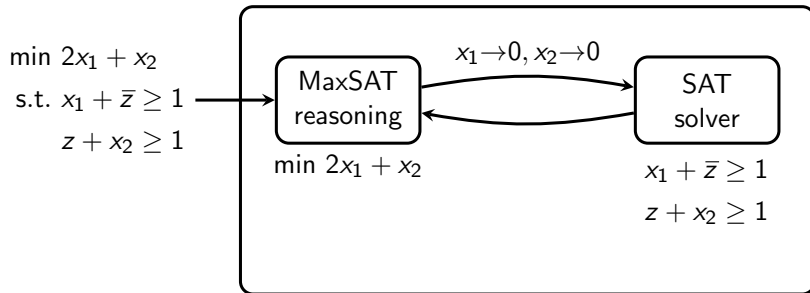 min 2x₁ + x₂
s.t. x₁ + z̅ ≥ 1
z + x₂ ≥ 1
MaxSAT
reasoning
min 2x₁ + x₂
x₁→0, x₂→0
SAT
solver
x₁ + z̅ ≥ 1
z + x₂ ≥ 1